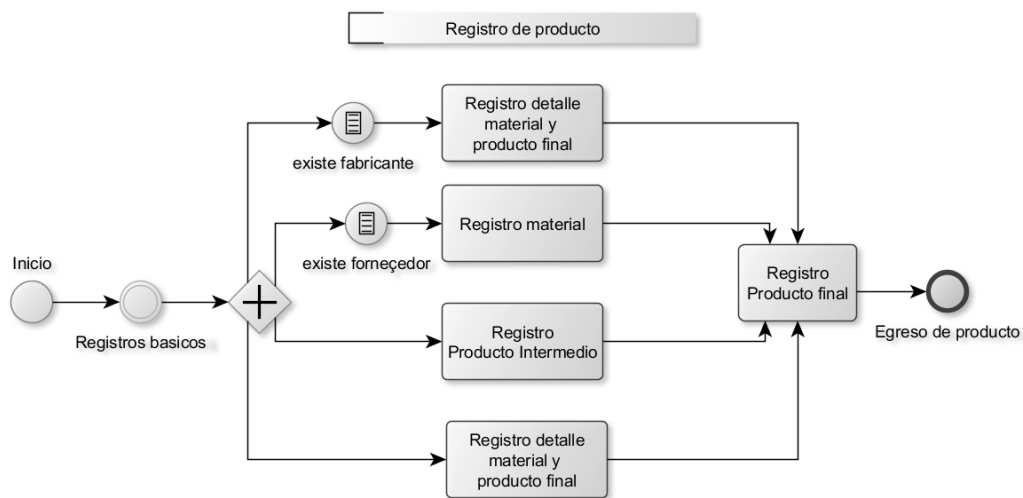 Registro de producto
Registro detalle
material y
producto final
existe fabricante
Registro material
existe forneçedor
Inicio
Registros basicos
Registro
Producto final
Egreso de producto
Registro
Producto Intermedio
Registro detalle
material y
producto final